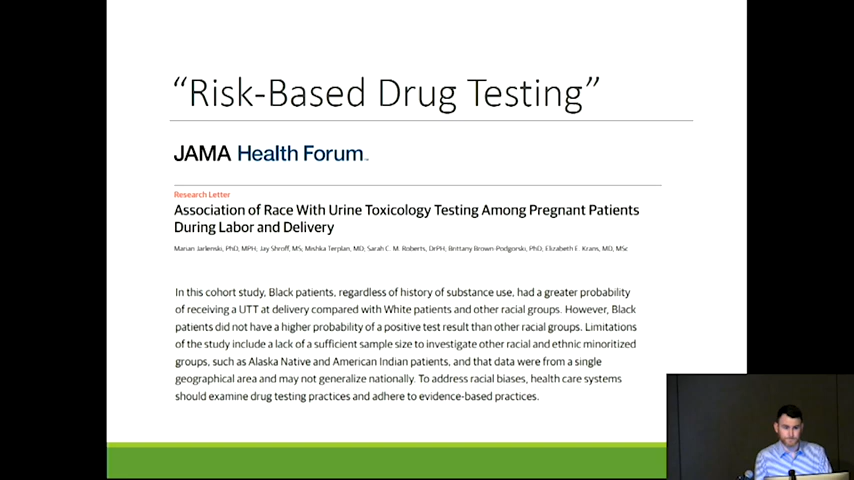 “Risk-Based Drug Testing”
JAMA Health Forum™
Research Letter
Association of Race With Urine Toxicology Testing Among Pregnant Patients
During Labor and Delivery
Marian Jarlenski, PhD, MPH; Jay Shroff, MS; Mishka Terplan, MD; Sarah C. M. Roberts, DrPH; Brittany Brown-Podgorski, PhD; Elizabeth E. Krans, MD, MSc
In this cohort study, Black patients, regardless of history of substance use, had a greater probability
of receiving a UTT at delivery compared with White patients and other racial groups. However, Black
patients did not have a higher probability of a positive test result than other racial groups. Limitations
of the study include a lack of a sufficient sample size to investigate other racial and ethnic minoritized
groups, such as Alaska Native and American Indian patients, and that data were from a single
geographical area and may not generalize nationally. To address racial biases, health care systems
should examine drug testing practices and adhere to evidence-based practices.